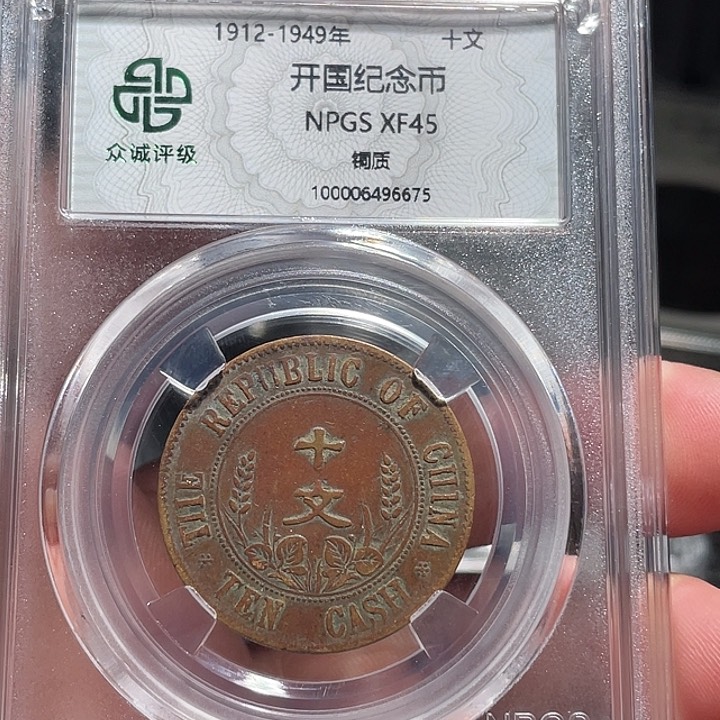 1912-1949年 十文
开国纪念币
NPGS XF45
铜质
100006496675
众诚评级
THE REPUBLIC OF CHINA
十
文
TEN CASH